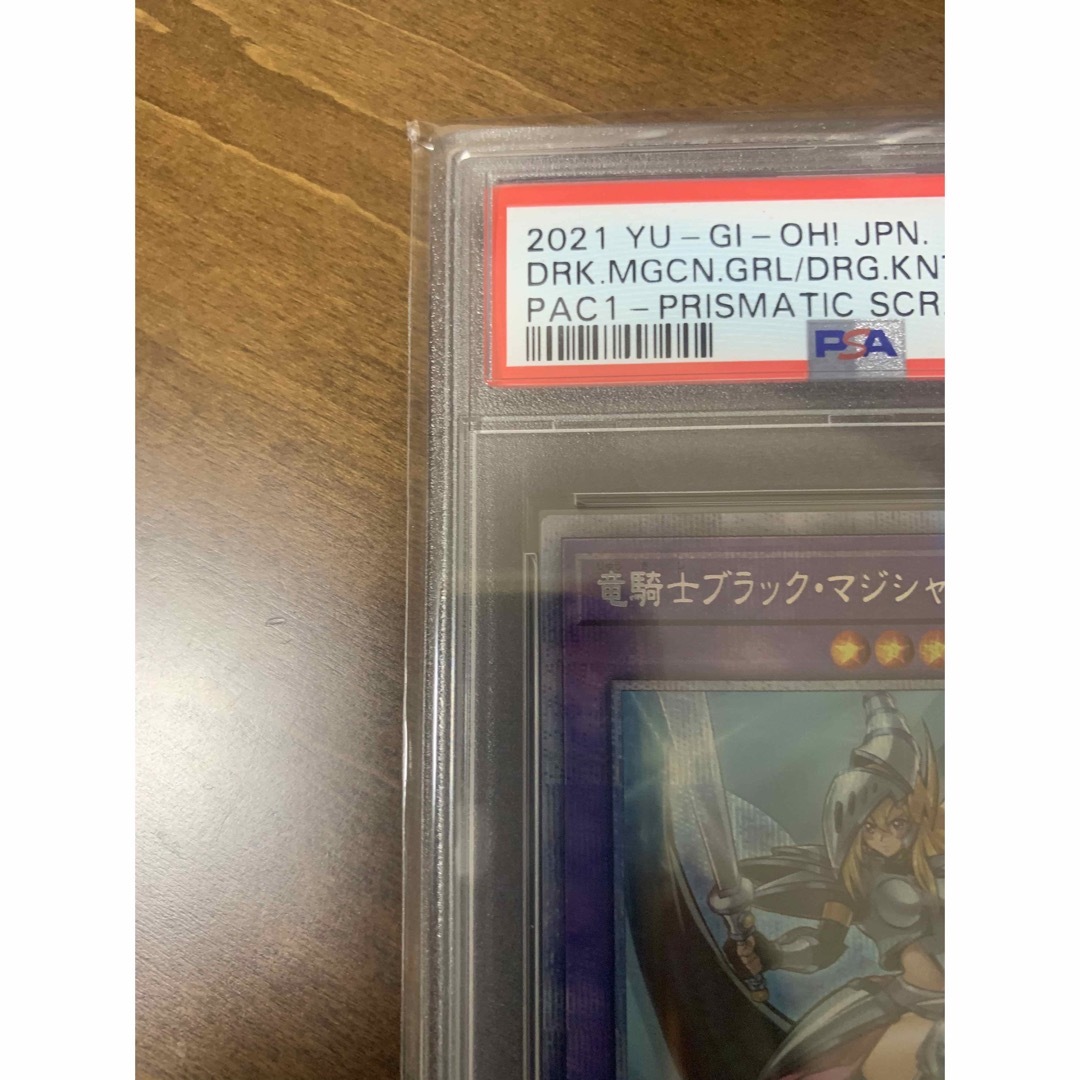 2021 YU-GI-OH! JPN.
DRK.MGCN.GRL/DRG.KNT
PAC1-PRISMATIC SCR.
PSA
竜騎士ブラック・マジシャ